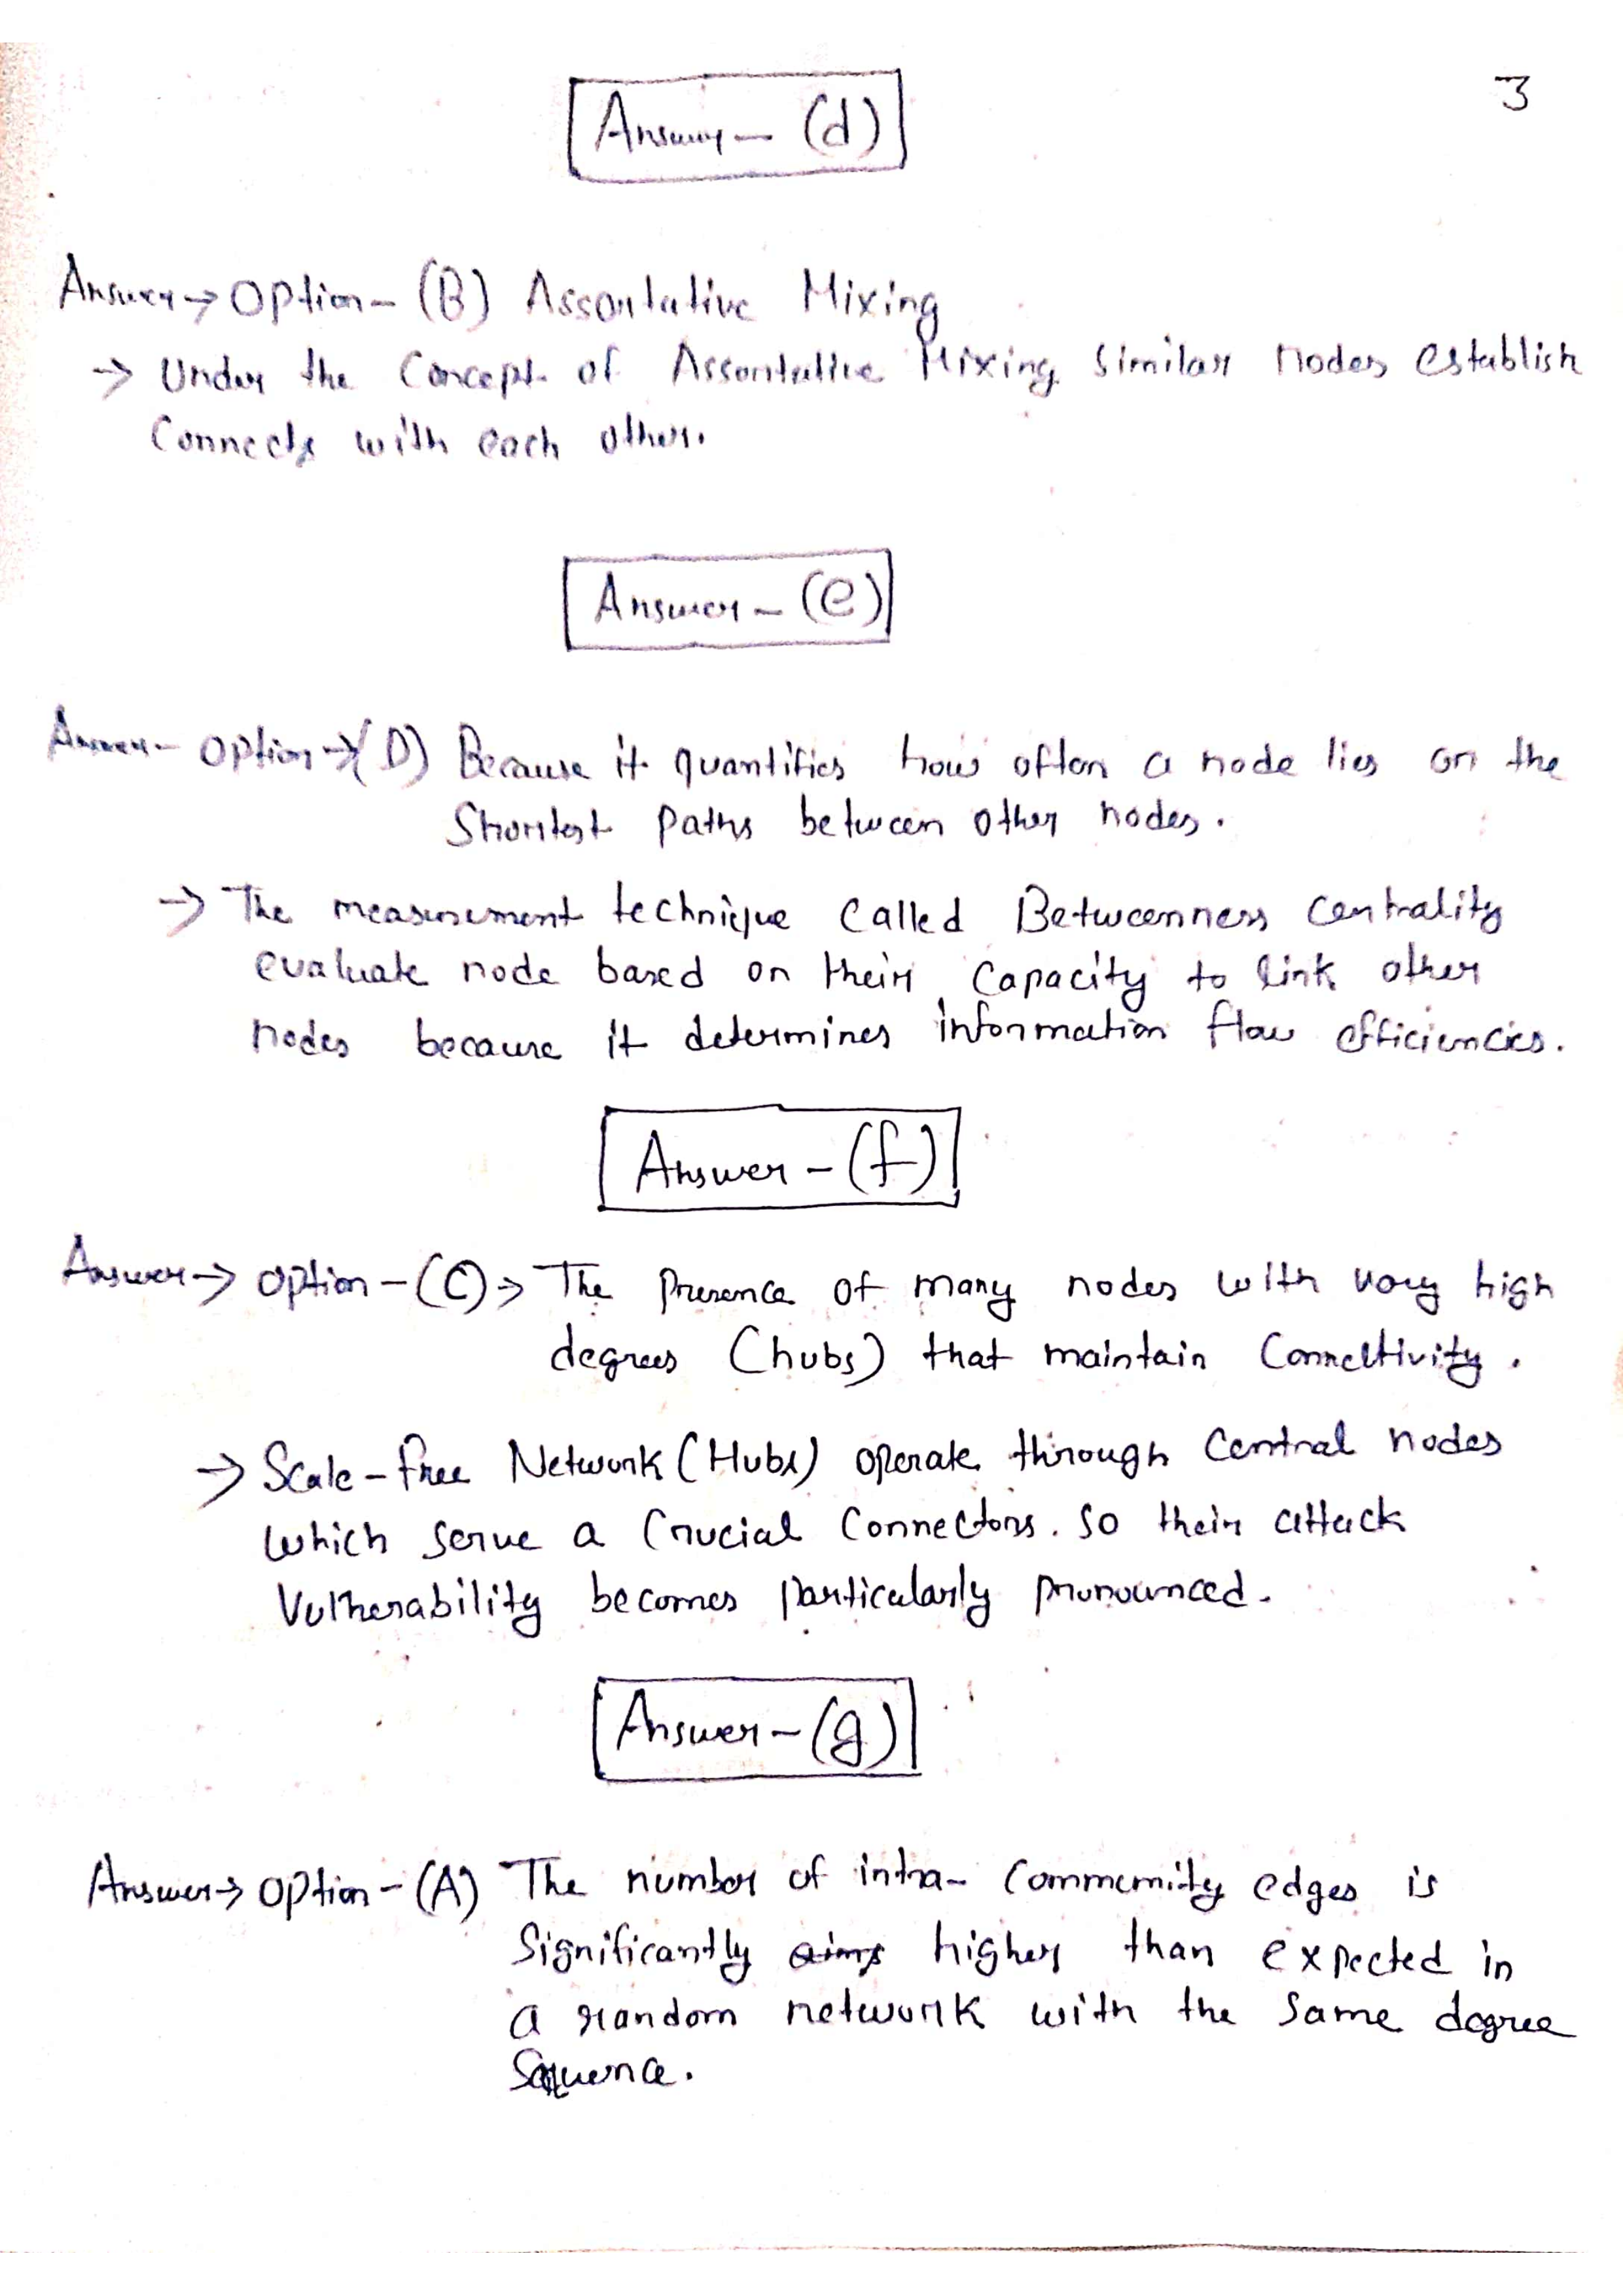 3
Answer - (d)
Answer → Option - (B) Assortative Mixing
→ Under the Concept of Assortative Mixing Similar nodes establish
Connects with each other.
Answer - (e)
Answer - Option → (D) Because it quantifies how often a node lies on the
Shortest Paths between other nodes.
→ The measurement technique called Betweenness centrality
evaluate node based on their capacity to link other
nodes because it determines information flow efficiencies.
Answer - (f)
Answer → Option - (C) → The Presence of many nodes with very high
degrees (hubs) that maintain Connectivity.
→ Scale-free Network (Hubs) operate through Central nodes
which serve a Crucial Connectors. So their attack
Vulnerability becomes particularly pronounced.
Answer - (g)
Answer → Option - (A) The number of intra- Community edges is
Significantly higher than expected in
a random network with the same degree
Sequence.